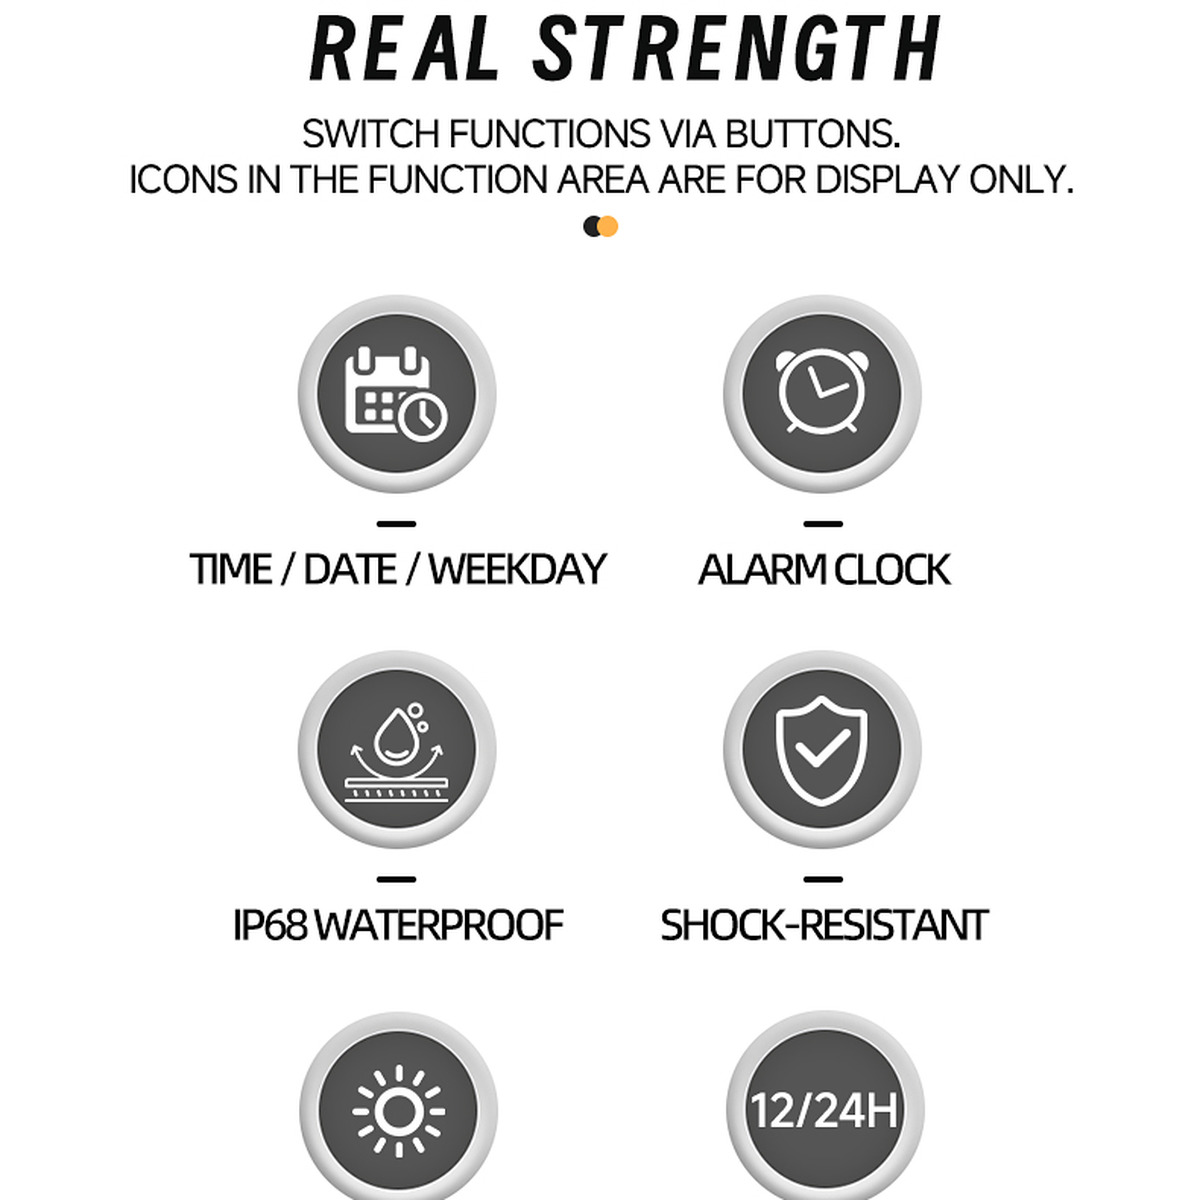 REAL STRENGTH
SWITCH FUNCTIONS VIA BUTTONS.
ICONS IN THE FUNCTION AREA ARE FOR DISPLAY ONLY.
TIME / DATE / WEEKDAY
ALARM CLOCK
IP68 WATERPROOF
SHOCK-RESISTANT
12/24H